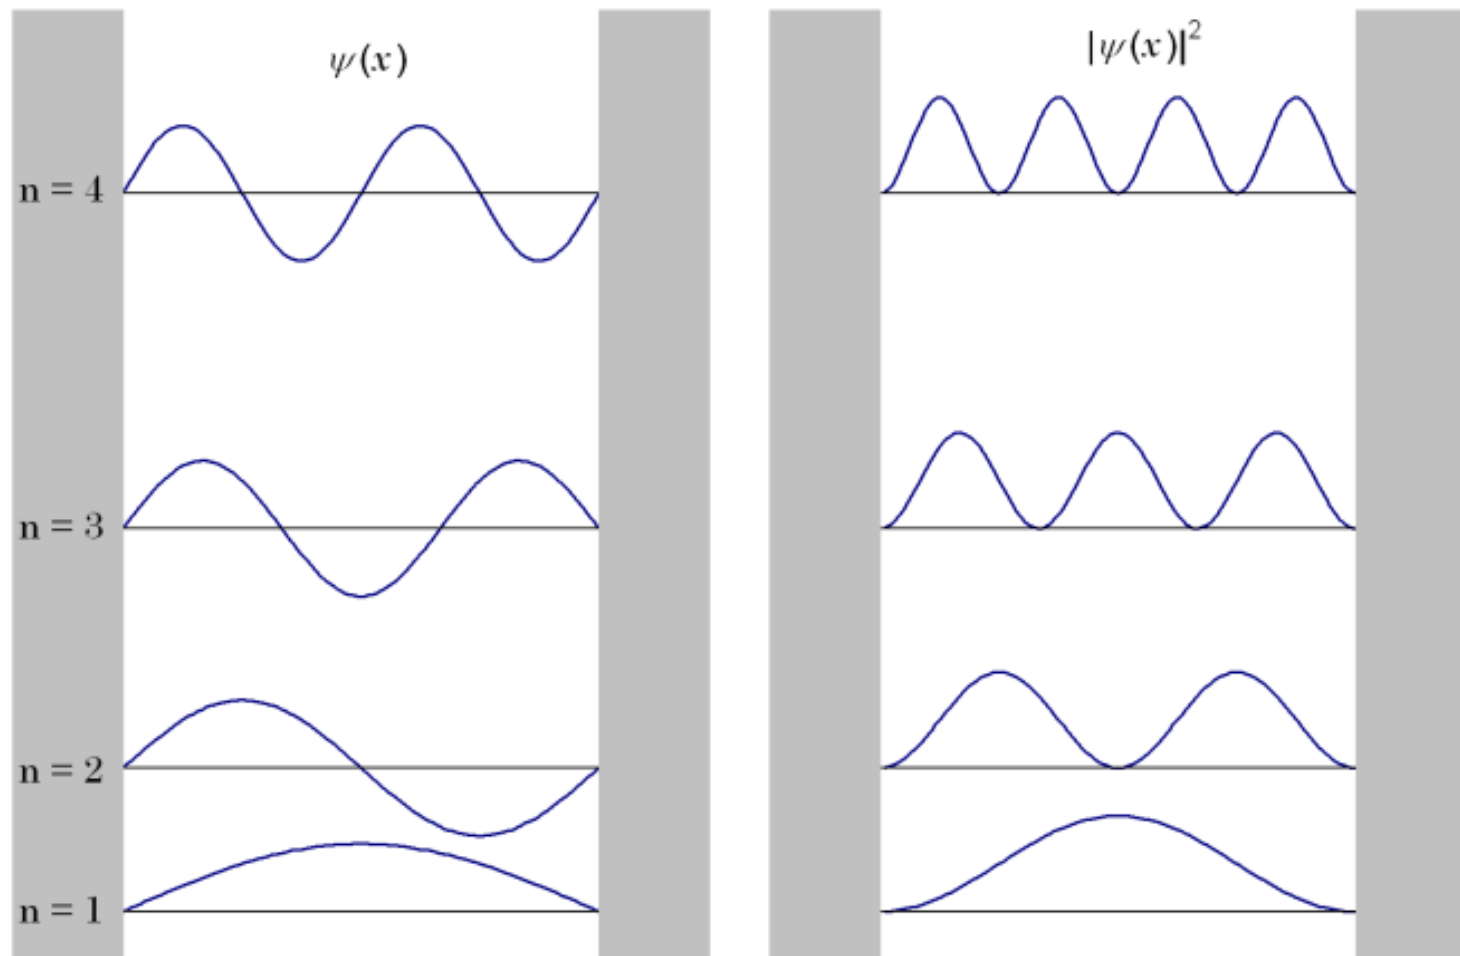 ψ(x)
|ψ(x)|²
n = 4
n = 3
n = 2
n = 1